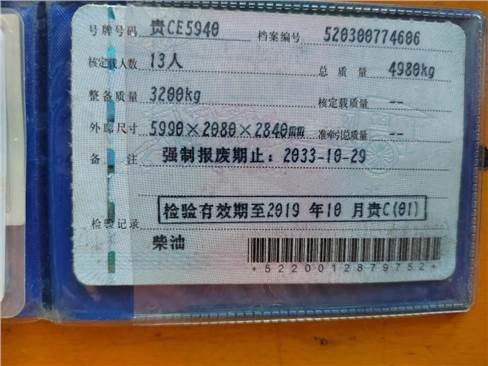 号牌号码 贵CE5940 档案编号 520300774606
核定载人数 13人 总质量 4980kg
整备质量 3200kg 核定载质量 --
外廓尺寸 5990×2080×2840mm 准牵引总质量 --
备注 强制报废期止：2033-10-29
检验记录 检验有效期至2019 年10 月贵C(01)
柴油
*5220012879752*